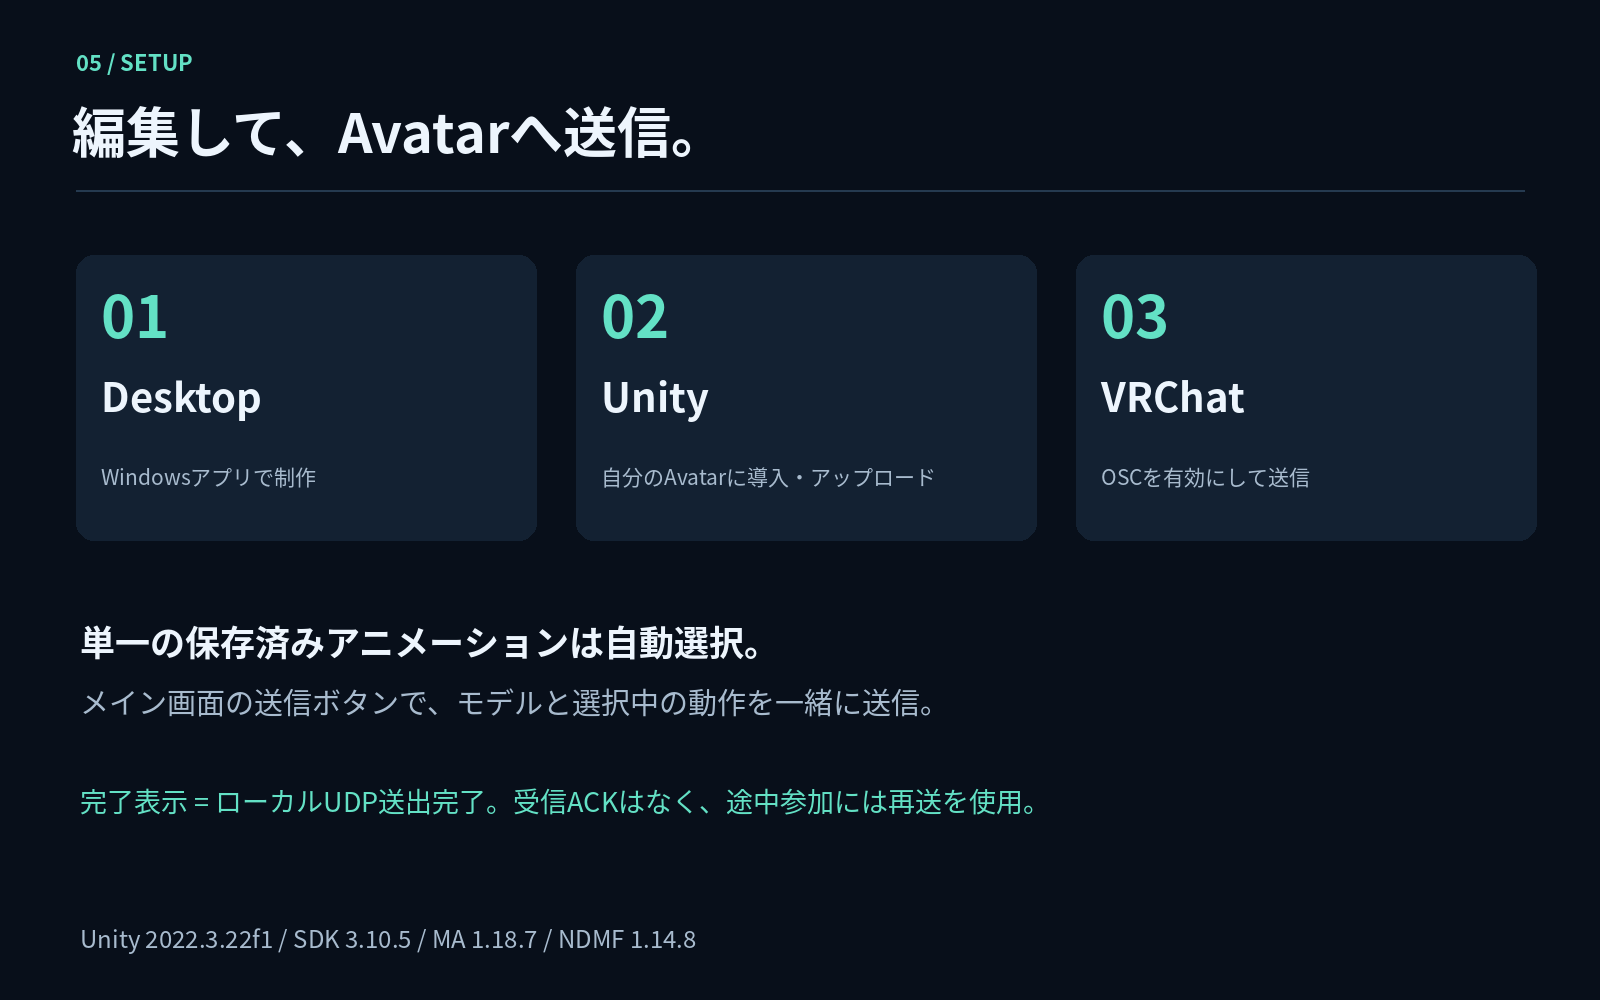 05 / SETUP
編集して、Avatarへ送信。
01
Desktop
Windowsアプリで制作
02
Unity
自分のAvatarに導入・アップロード
03
VRChat
OSCを有効にして送信
単一の保存済みアニメーションは自動選択。
メイン画面の送信ボタンで、モデルと選択中の動作を一緒に送信。
完了表示 = ローカルUDP送出完了。受信ACKはなく、途中参加には再送を使用。
Unity 2022.3.22f1 / SDK 3.10.5 / MA 1.18.7 / NDMF 1.14.8